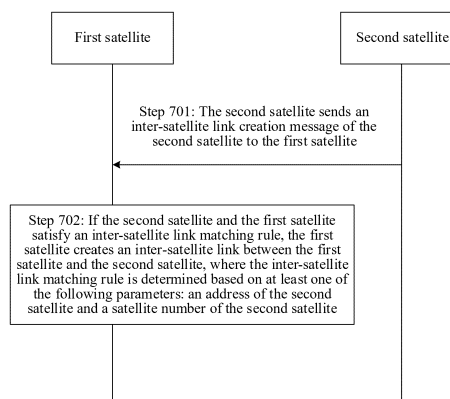 First satellite
Second satellite
Step 701: The second satellite sends an
inter-satellite link creation message of the
second satellite to the first satellite
Step 702: If the second satellite and the first satellite
satisfy an inter-satellite link matching rule, the first
satellite creates an inter-satellite link between the first
satellite and the second satellite, where the inter-satellite
link matching rule is determined based on at least one of
the following parameters: an address of the second
satellite and a satellite number of the second satellite